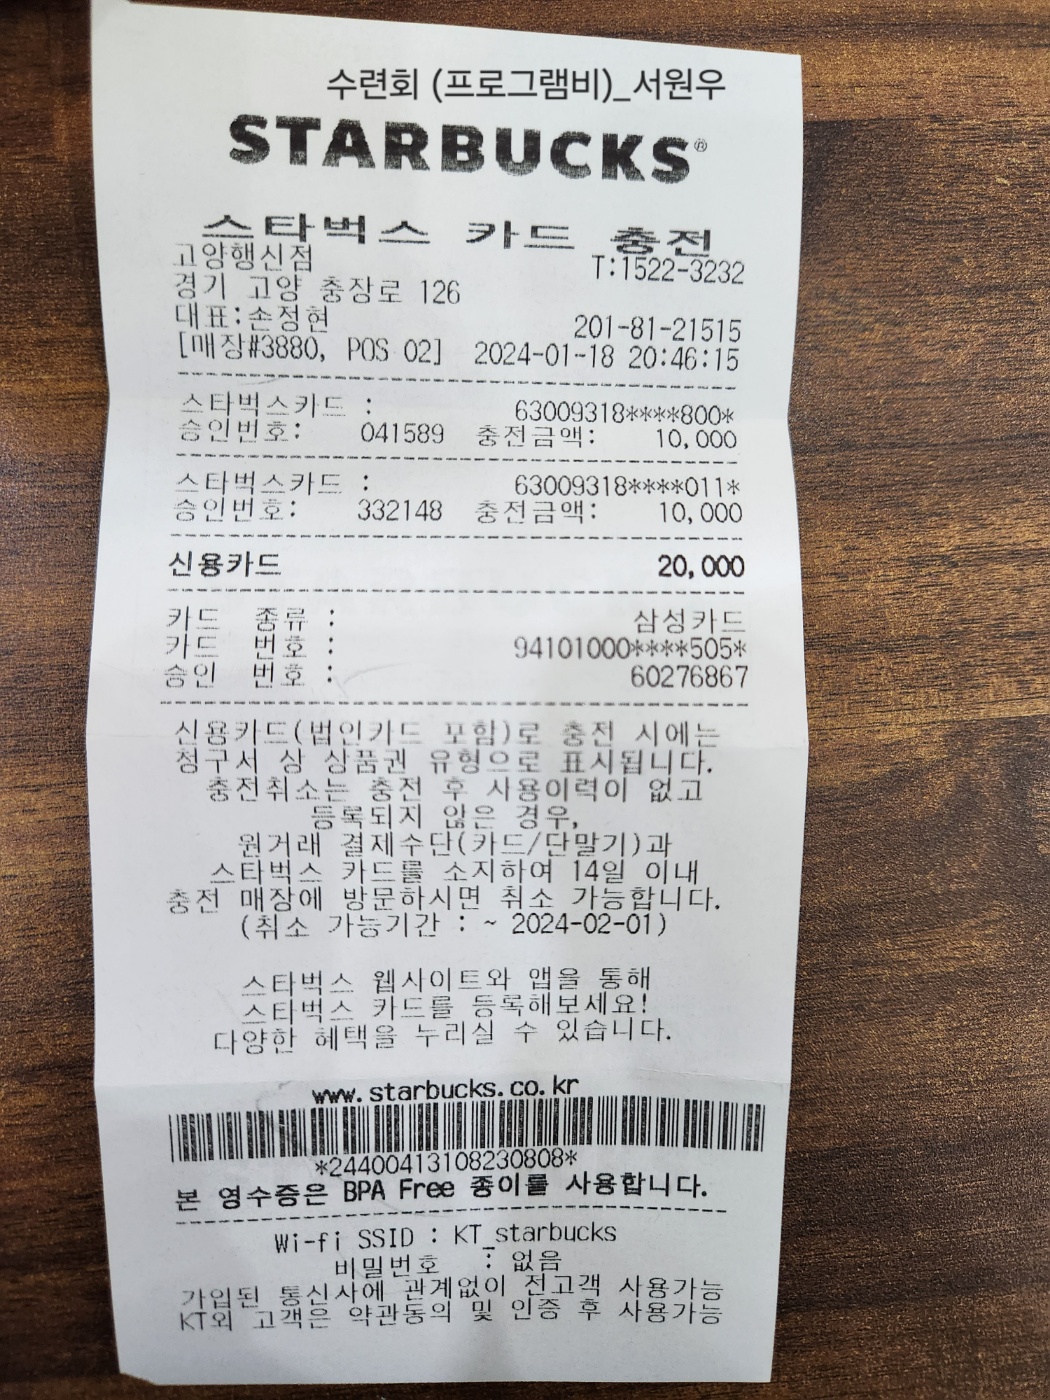 수련회 (프로그램비)_서원우
STARBUCKS®
스타벅스 카드 충전
고양행신점 T:1522-3232
경기 고양 충장로 126
대표:손정현 201-81-21515
[매장#3880, POS 02] 2024-01-18 20:46:15
스타벅스카드 : 63009318****800*
승인번호: 041589 충전금액: 10,000
스타벅스카드 : 63009318****011*
승인번호: 332148 충전금액: 10,000
신용카드 20,000
카드 종류 : 삼성카드
카드 번호 : 94101000****505*
승인 번호 : 60276867
신용카드(법인카드 포함)로 충전 시에는
청구서 상 상품권 유형으로 표시됩니다.
충전취소는 충전 후 사용이력이 없고
등록되지 않은 경우,
원거래 결제수단(카드/단말기)과
스타벅스 카드를 소지하여 14일 이내
충전 매장에 방문하시면 취소 가능합니다.
(취소 가능기간 : ~ 2024-02-01)
스타벅스 웹사이트와 앱을 통해
스타벅스 카드를 등록해보세요!
다양한 혜택을 누리실 수 있습니다.
www.starbucks.co.kr
*24400413108230808*
본 영수증은 BPA Free 종이를 사용합니다.
Wi-fi SSID : KT_starbucks
비밀번호 : 없음
가입된 통신사에 관계없이 전고객 사용가능
KT외 고객은 약관동의 및 인증 후 사용가능